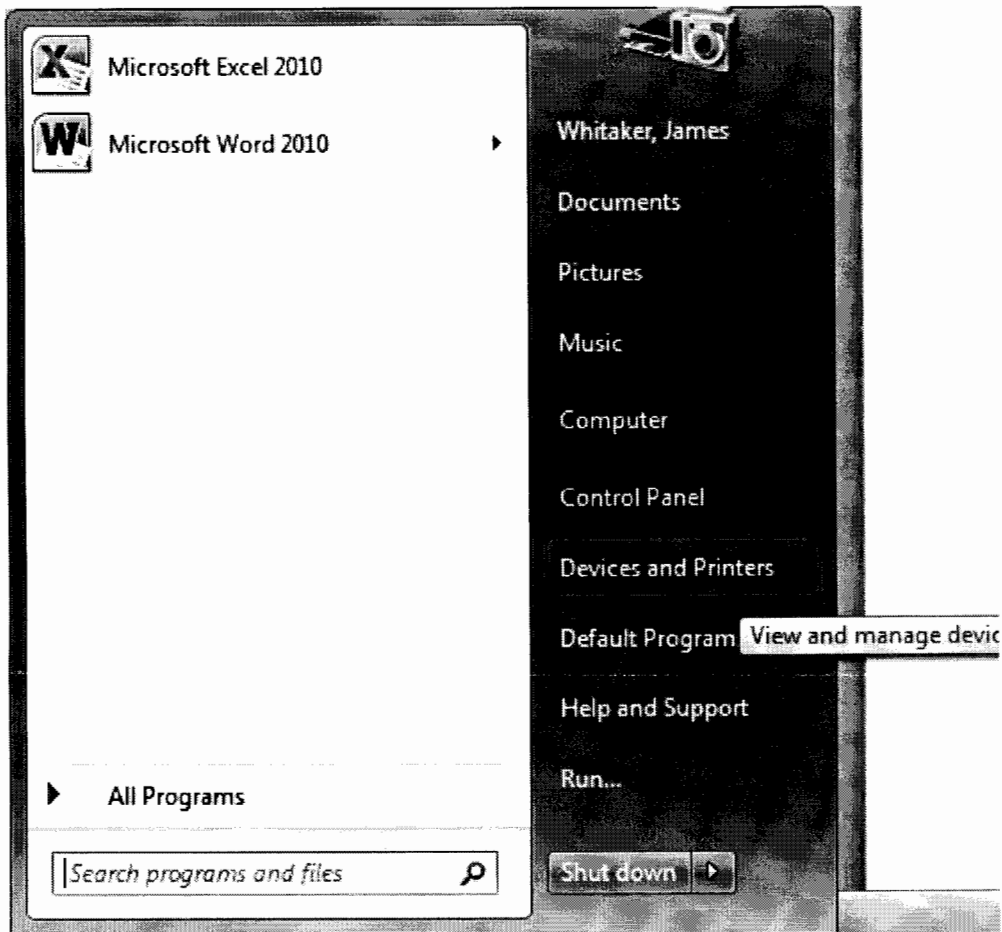 Microsoft Excel 2010
Microsoft Word 2010
All Programs
Search programs and files
Whitaker, James
Documents
Pictures
Music
Computer
Control Panel
Devices and Printers
Default Program
View and manage devic
Help and Support
Run...
Shut down